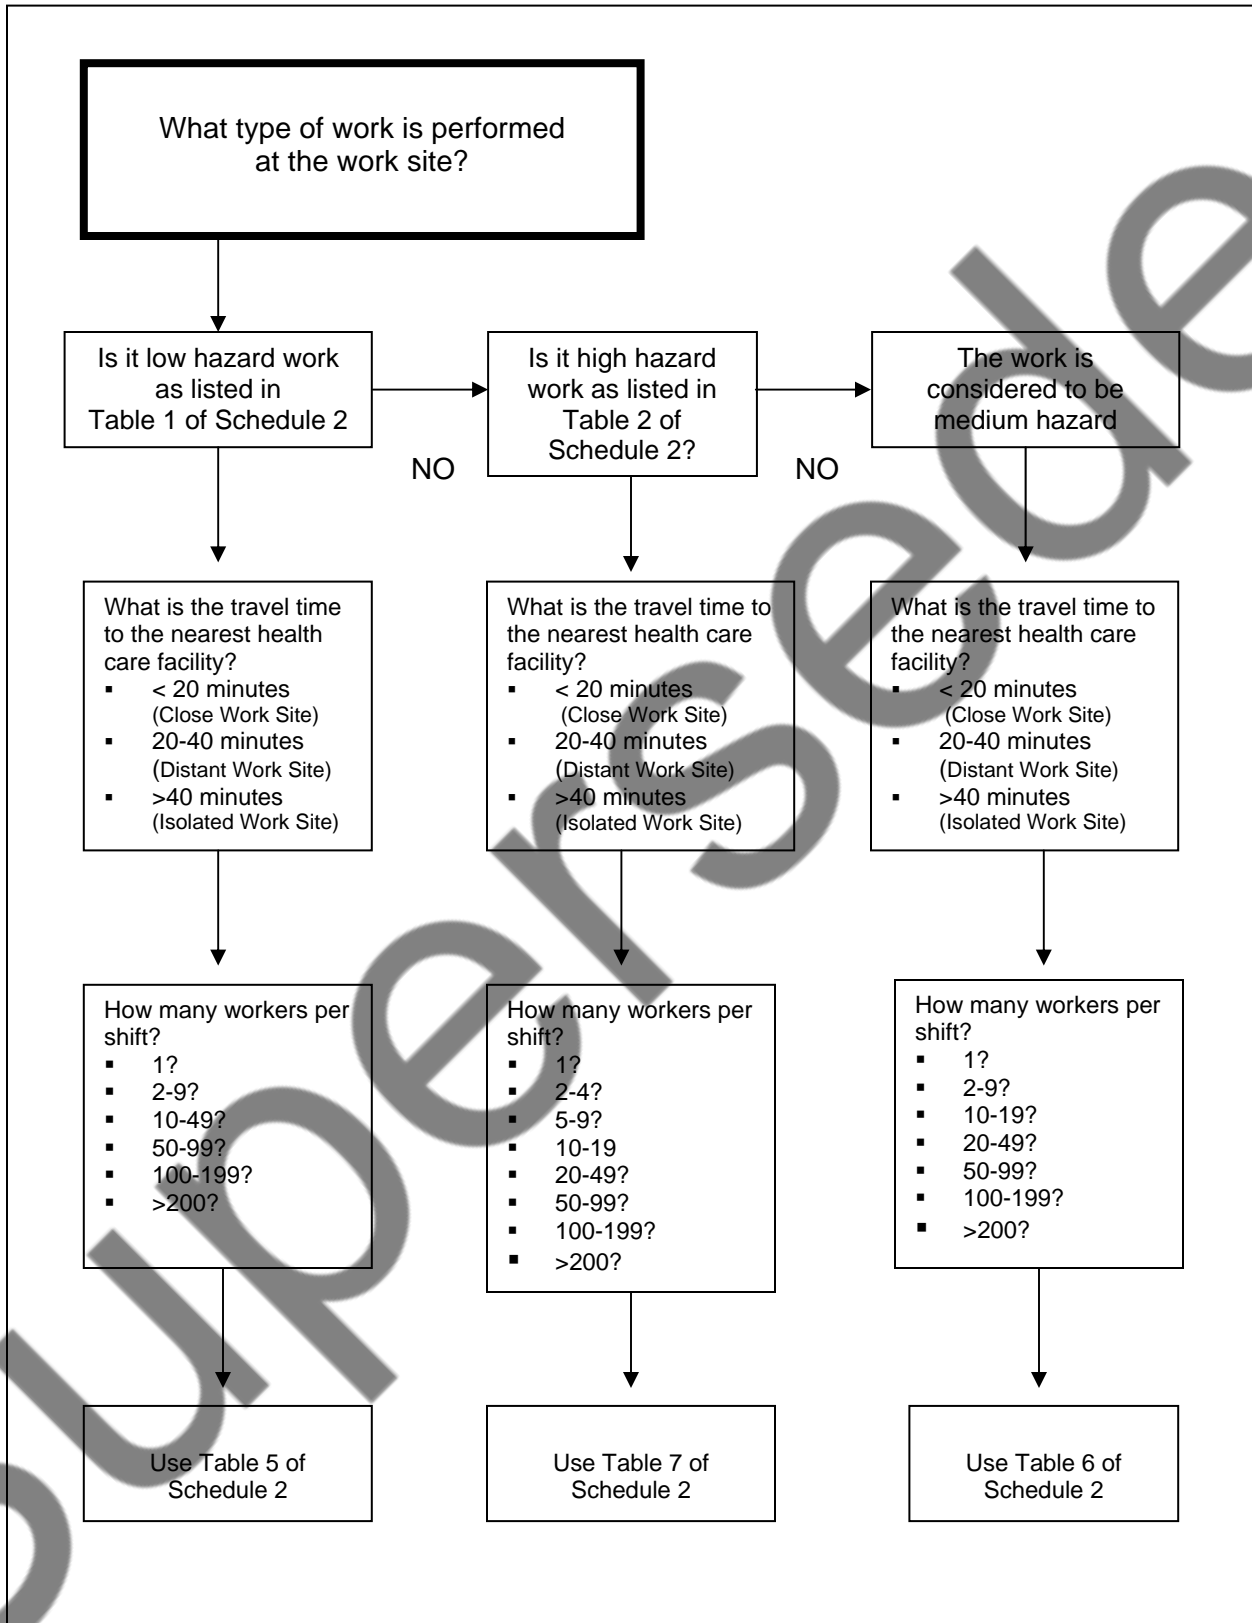 What type of work is performed
at the work site?
Is it low hazard work
as listed in
Table 1 of Schedule 2
NO
Is it high hazard
work as listed in
Table 2 of
Schedule 2?
NO
The work is
considered to be
medium hazard
What is the travel time
to the nearest health
care facility?
▪ < 20 minutes
(Close Work Site)
▪ 20-40 minutes
(Distant Work Site)
▪ >40 minutes
(Isolated Work Site)
What is the travel time to
the nearest health care
facility?
▪ < 20 minutes
(Close Work Site)
▪ 20-40 minutes
(Distant Work Site)
▪ >40 minutes
(Isolated Work Site)
What is the travel time to
the nearest health care
facility?
▪ < 20 minutes
(Close Work Site)
▪ 20-40 minutes
(Distant Work Site)
▪ >40 minutes
(Isolated Work Site)
How many workers per
shift?
▪ 1?
▪ 2-9?
▪ 10-49?
▪ 50-99?
▪ 100-199?
▪ >200?
How many workers per
shift?
▪ 1?
▪ 2-4?
▪ 5-9?
▪ 10-19
▪ 20-49?
▪ 50-99?
▪ 100-199?
▪ >200?
How many workers per
shift?
▪ 1?
▪ 2-9?
▪ 10-19?
▪ 20-49?
▪ 50-99?
▪ 100-199?
▪ >200?
Use Table 5 of
Schedule 2
Use Table 7 of
Schedule 2
Use Table 6 of
Schedule 2
Supersede